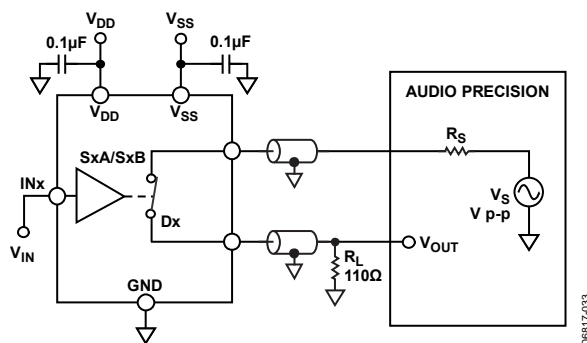 VDD
VSS
0.1µF
0.1µF
VDD
VSS
AUDIO PRECISION
SxA/SxB
RS
INx
VS
V p-p
Dx
VIN
RL
110Ω
VOUT
GND
06817-033